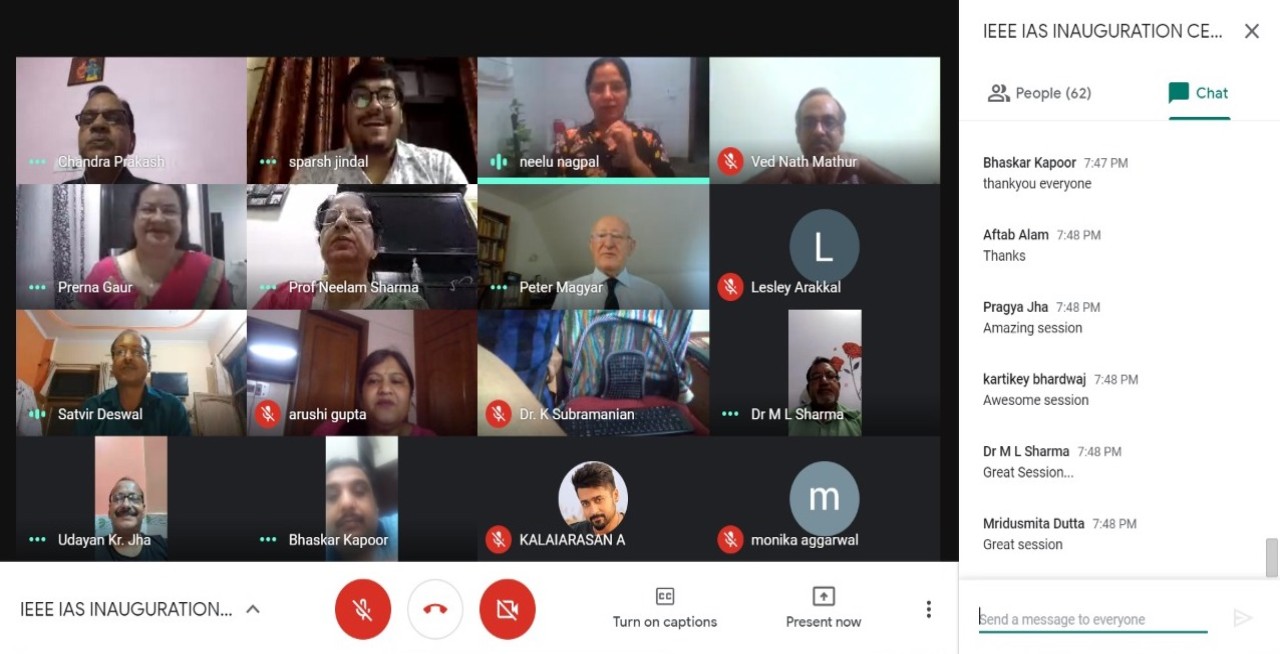 IEEE IAS INAUGURATION CE...
People (62)
Chat
Chandra Prakash
sparsh jindal
neelu nagpal
Ved Nath Mathur
Prerna Gaur
Prof Neelam Sharma
Peter Magyar
L
Lesley Arakkal
Satvir Deswal
arushi gupta
Dr. K Subramanian
Dr M L Sharma
Udayan Kr. Jha
Bhaskar Kapoor
KALAIARASAN A
m
monika aggarwal
Bhaskar Kapoor 7:47 PM
thankyou everyone
Aftab Alam 7:48 PM
Thanks
Pragya Jha 7:48 PM
Amazing session
kartikey bhardwaj 7:48 PM
Awesome session
Dr M L Sharma 7:48 PM
Great Session...
Mridusmita Dutta 7:48 PM
Great session
Send a message to everyone
IEEE IAS INAUGURATION...
CC
Turn on captions
Present now